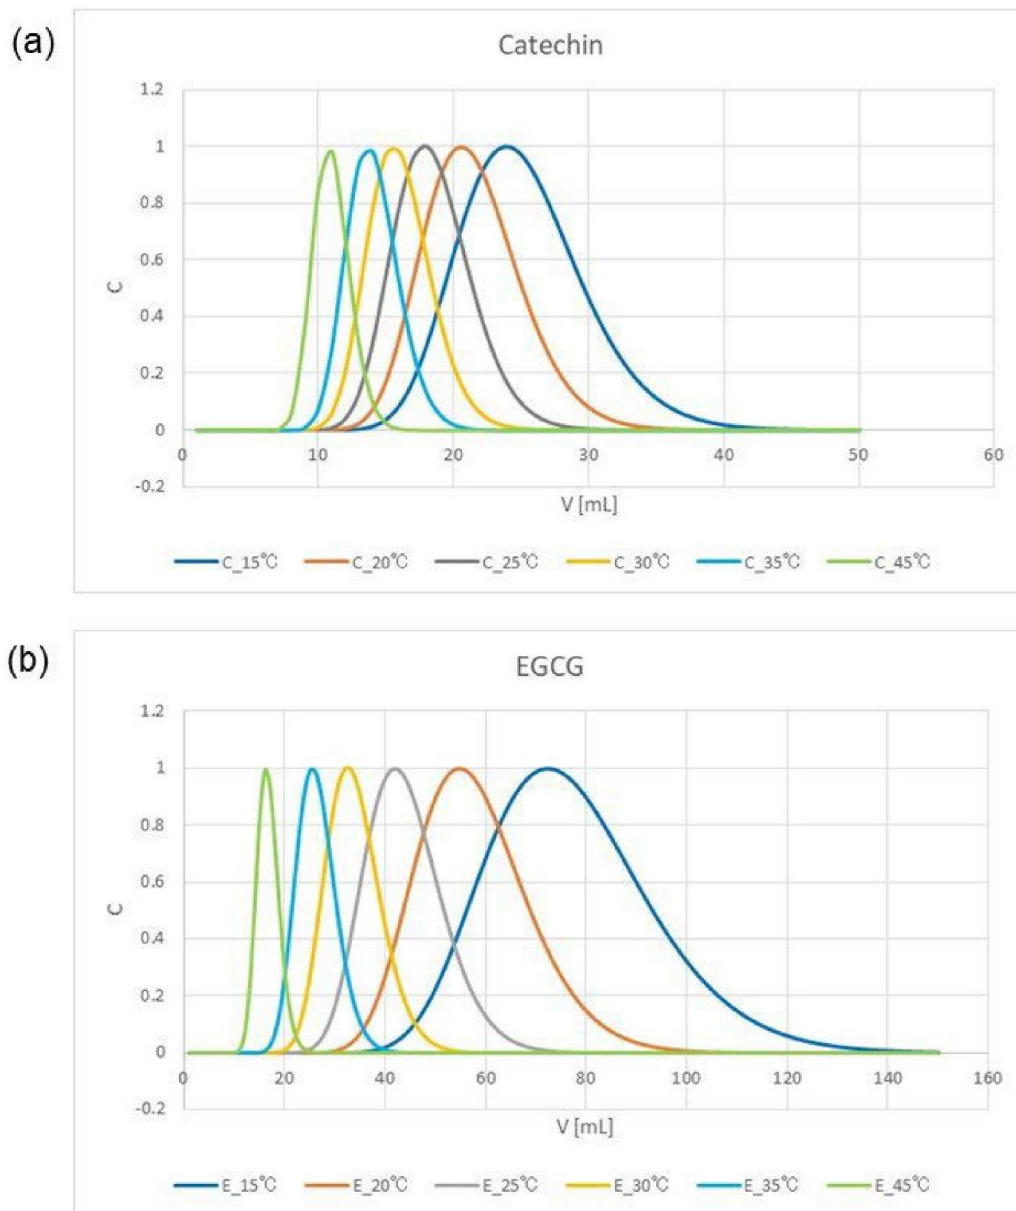 (a)
Catechin
1.2
1
0.8
0.6
0.4
0.2
0
-0.2
C
0 10 20 30 40 50 60
V [mL]
C_15℃ C_20℃ C_25℃ C_30℃ C_35℃ C_45℃
(b)
EGCG
1.2
1
0.8
0.6
0.4
0.2
0
-0.2
C
0 20 40 60 80 100 120 140 160
V [mL]
E_15℃ E_20℃ E_25℃ E_30℃ E_35℃ E_45℃